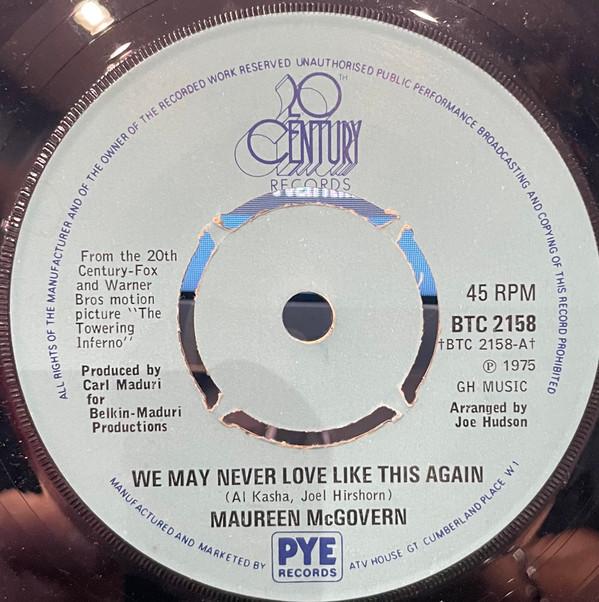 ALL RIGHTS OF THE MANUFACTURER AND OF THE OWNER OF THE RECORDED WORK RESERVED UNAUTHORISED PUBLIC PERFORMANCE BROADCASTING AND COPYING OF THIS RECORD PROHIBITED
20TH
CENTURY
RECORDS
From the 20th
Century-Fox
and Warner
Bros motion
picture "The
Towering
Inferno"
Produced by
Carl Maduri
for
Belkin-Maduri
Productions
45 RPM
BTC 2158
†BTC 2158-A†
℗ 1975
GH MUSIC
Arranged by
Joe Hudson
WE MAY NEVER LOVE LIKE THIS AGAIN
(Al Kasha, Joel Hirshorn)
MAUREEN McGOVERN
MANUFACTURED AND MARKETED BY PYE RECORDS ATV HOUSE GT CUMBERLAND PLACE W1